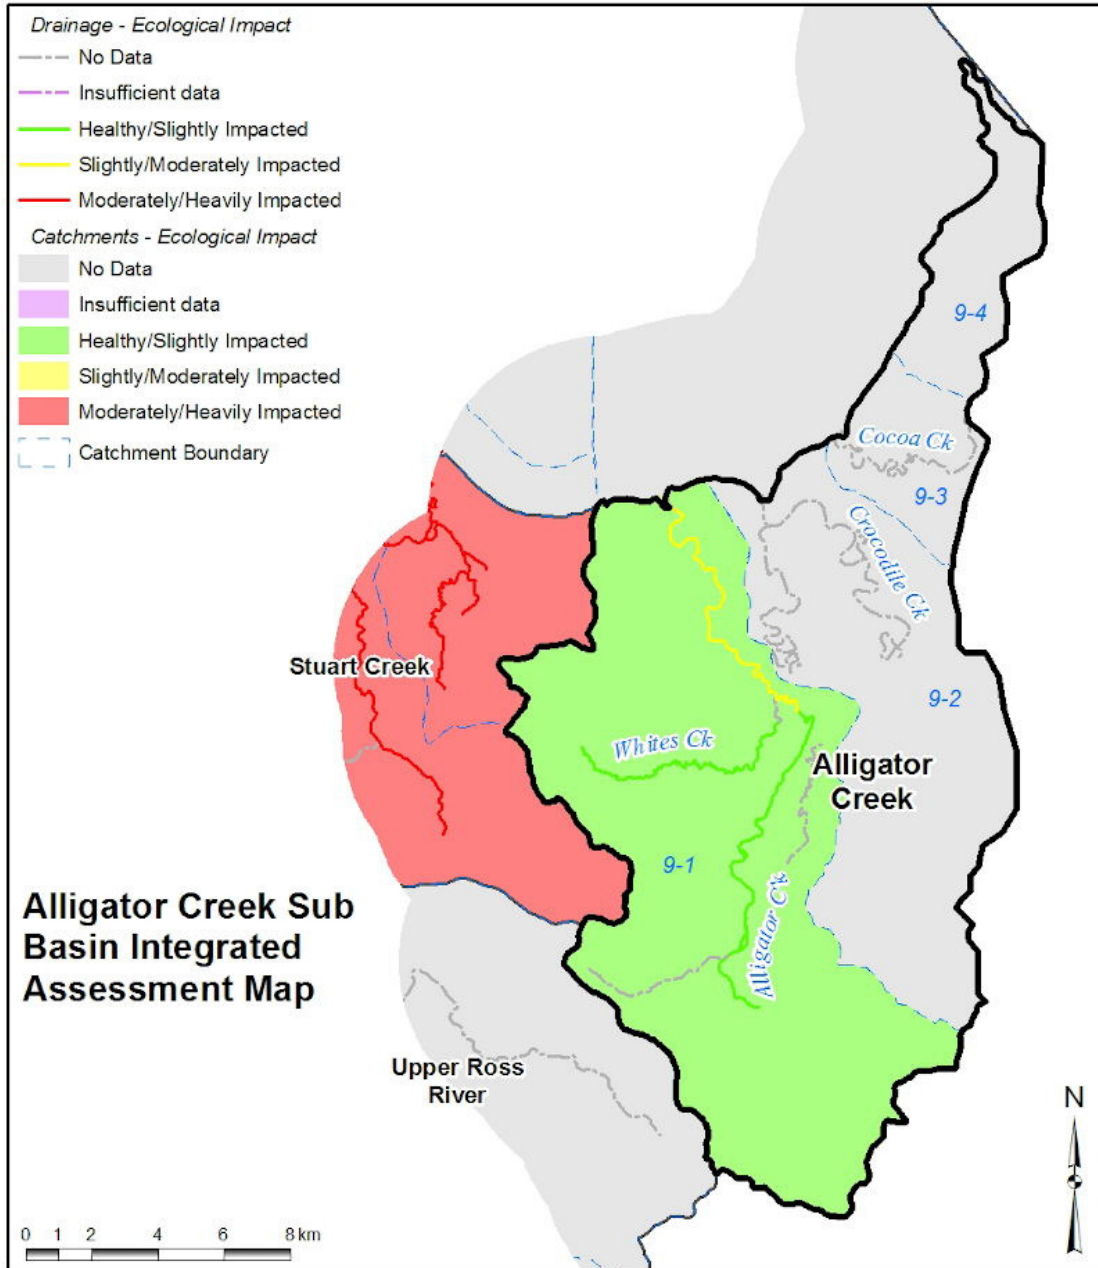 Drainage - Ecological Impact
No Data
Insufficient data
Healthy/Slightly Impacted
Slightly/Moderately Impacted
Moderately/Heavily Impacted
Catchments - Ecological Impact
No Data
Insufficient data
Healthy/Slightly Impacted
Slightly/Moderately Impacted
Moderately/Heavily Impacted
Catchment Boundary
9-4
Cocoa Ck
9-3
Crocodile Ck
Stuart Creek
9-2
Whites Ck
Alligator
Creek
9-1
Alligator Ck
Alligator Creek Sub
Basin Integrated
Assessment Map
Upper Ross
River
N
0 1 2 4 6 8 km